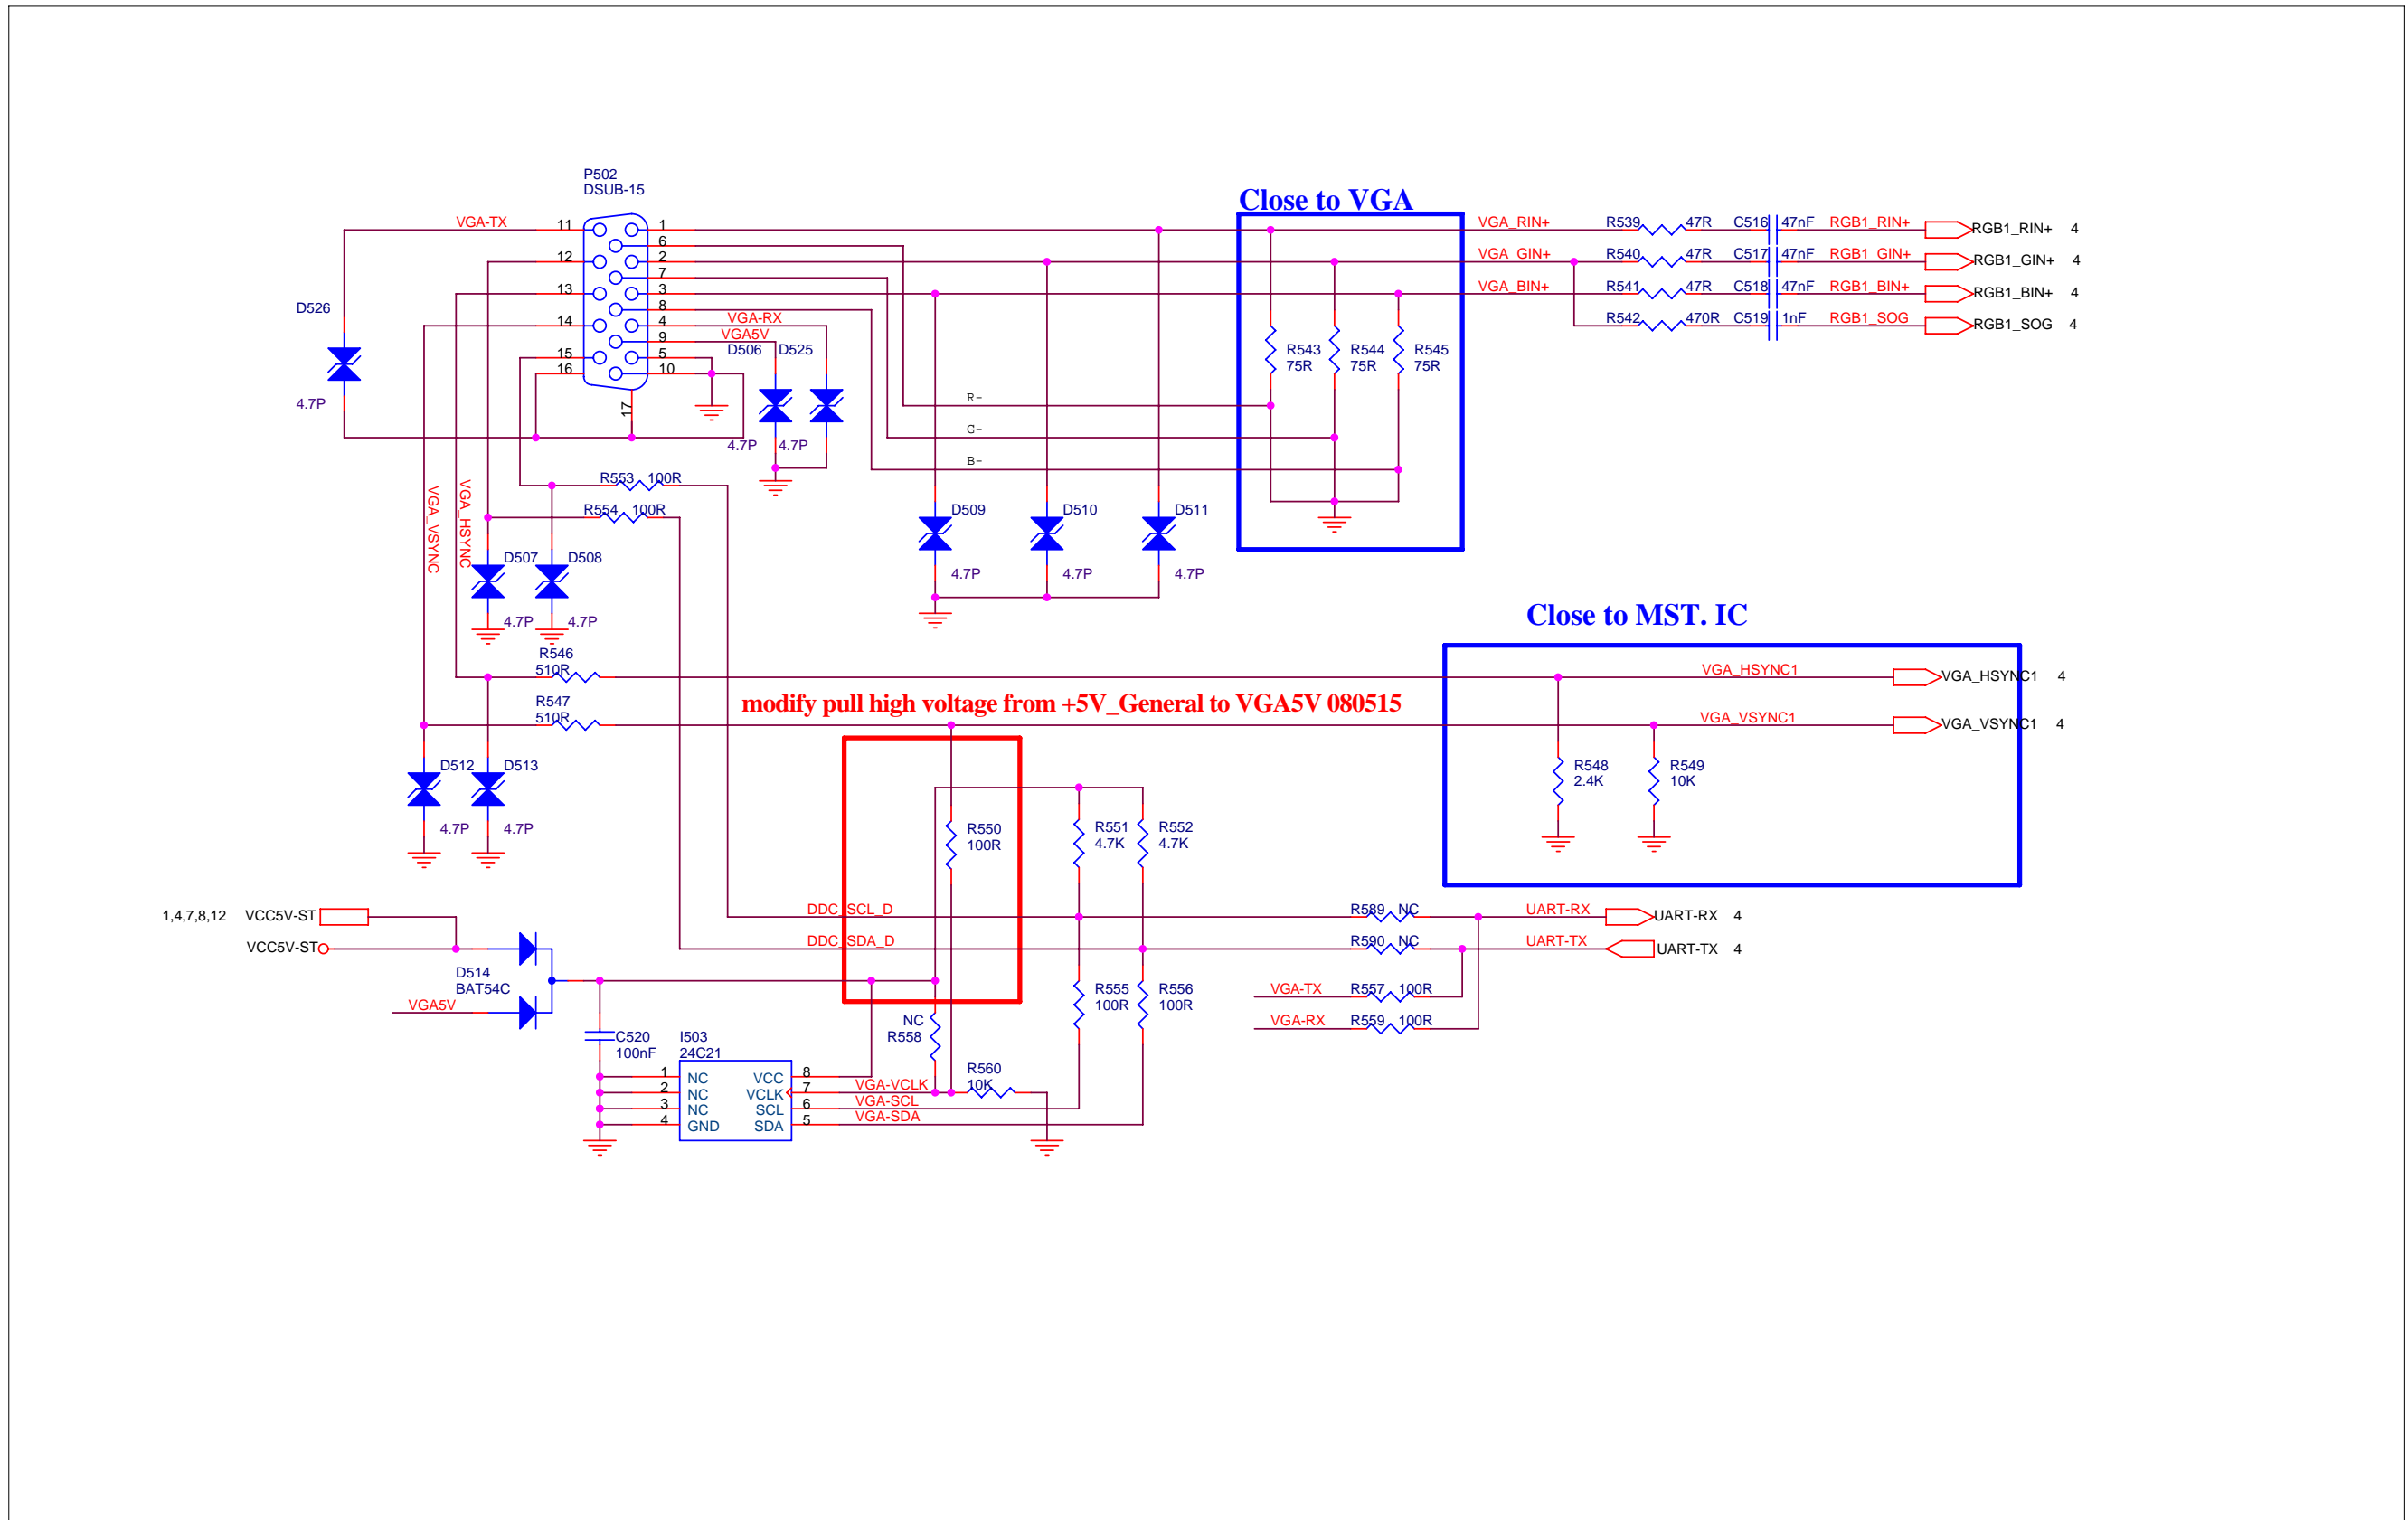 P502
DSUB-15
Close to VGA
VGA-TX
11
1
6
12
2
7
13
3
8
14
4
9
15
5
16
10
17
VGA-RX
VGA5V
D506
D525
4.7P
4.7P
D526
4.7P
VGA_RIN+
R539
47R
C516
47nF
RGB1_RIN+
RGB1_RIN+
4
VGA_GIN+
R540
47R
C517
47nF
RGB1_GIN+
RGB1_GIN+
4
VGA_BIN+
R541
47R
C518
47nF
RGB1_BIN+
RGB1_BIN+
4
R542
470R
C519
1nF
RGB1_SOG
RGB1_SOG
4
R543
75R
R544
75R
R545
75R
R-
G-
B-
R553
100R
R554
100R
VGA_VSYNC
VGA_HSYNC
D507
4.7P
D508
4.7P
D509
4.7P
D510
4.7P
D511
4.7P
Close to MST. IC
R546
510R
R547
510R
modify pull high voltage from +5V_General to VGA5V 080515
VGA_HSYNC1
VGA_HSYNC1
4
VGA_VSYNC1
VGA_VSYNC1
4
R548
2.4K
R549
10K
D512
4.7P
D513
4.7P
R550
100R
R551
4.7K
R552
4.7K
1,4,7,8,12
VCC5V-ST
VCC5V-ST
DDC_SCL_D
DDC_SDA_D
R589
NC
UART-RX
UART-RX
4
R590
NC
UART-TX
UART-TX
4
D514
BAT54C
VGA5V
R555
100R
R556
100R
VGA-TX
R557
100R
VGA-RX
R559
100R
NC
R558
C520
100nF
I503
24C21
1
NC
2
NC
3
NC
4
GND
VCC
8
VCLK
7
SCL
6
SDA
5
VGA-VCLK
VGA-SCL
VGA-SDA
R560
10K